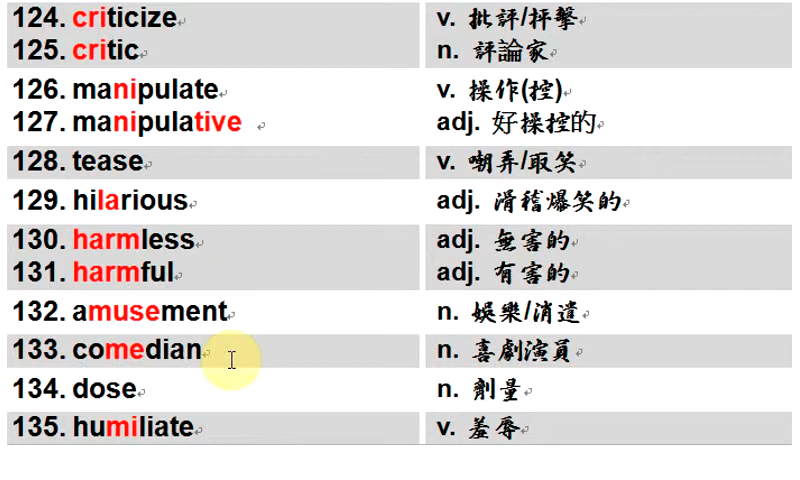 124. criticize v. 批評/抨擊
125. critic n. 評論家
126. manipulate v. 操作(控)
127. manipulative adj. 好操控的
128. tease v. 嘲弄/取笑
129. hilarious adj. 滑稽爆笑的
130. harmless adj. 無害的
131. harmful adj. 有害的
132. amusement n. 娛樂/消遣
133. comedian n. 喜劇演員
134. dose n. 劑量
135. humiliate v. 羞辱